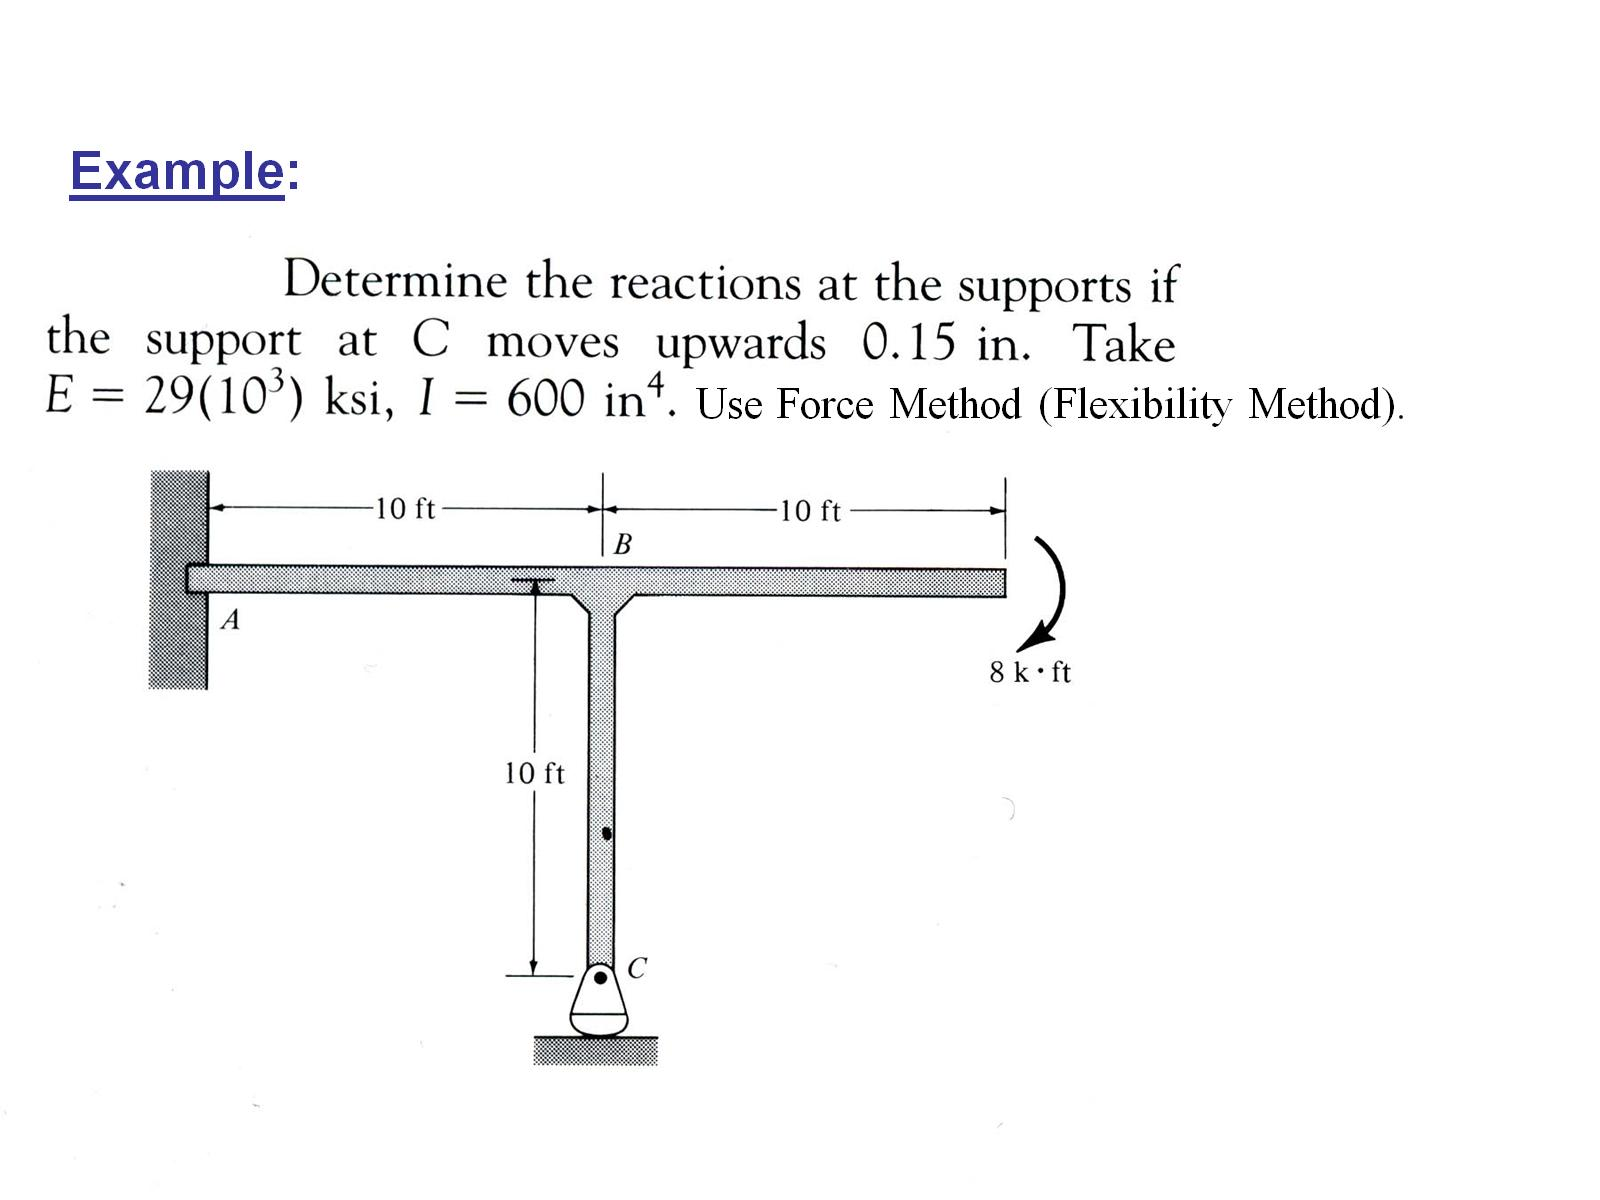 Example:
Determine the reactions at the supports if
the support at C moves upwards 0.15 in. Take
E = 29(10³) ksi, I = 600 in⁴. Use Force Method (Flexibility Method).
10 ft
10 ft
B
A
8 k·ft
10 ft
C